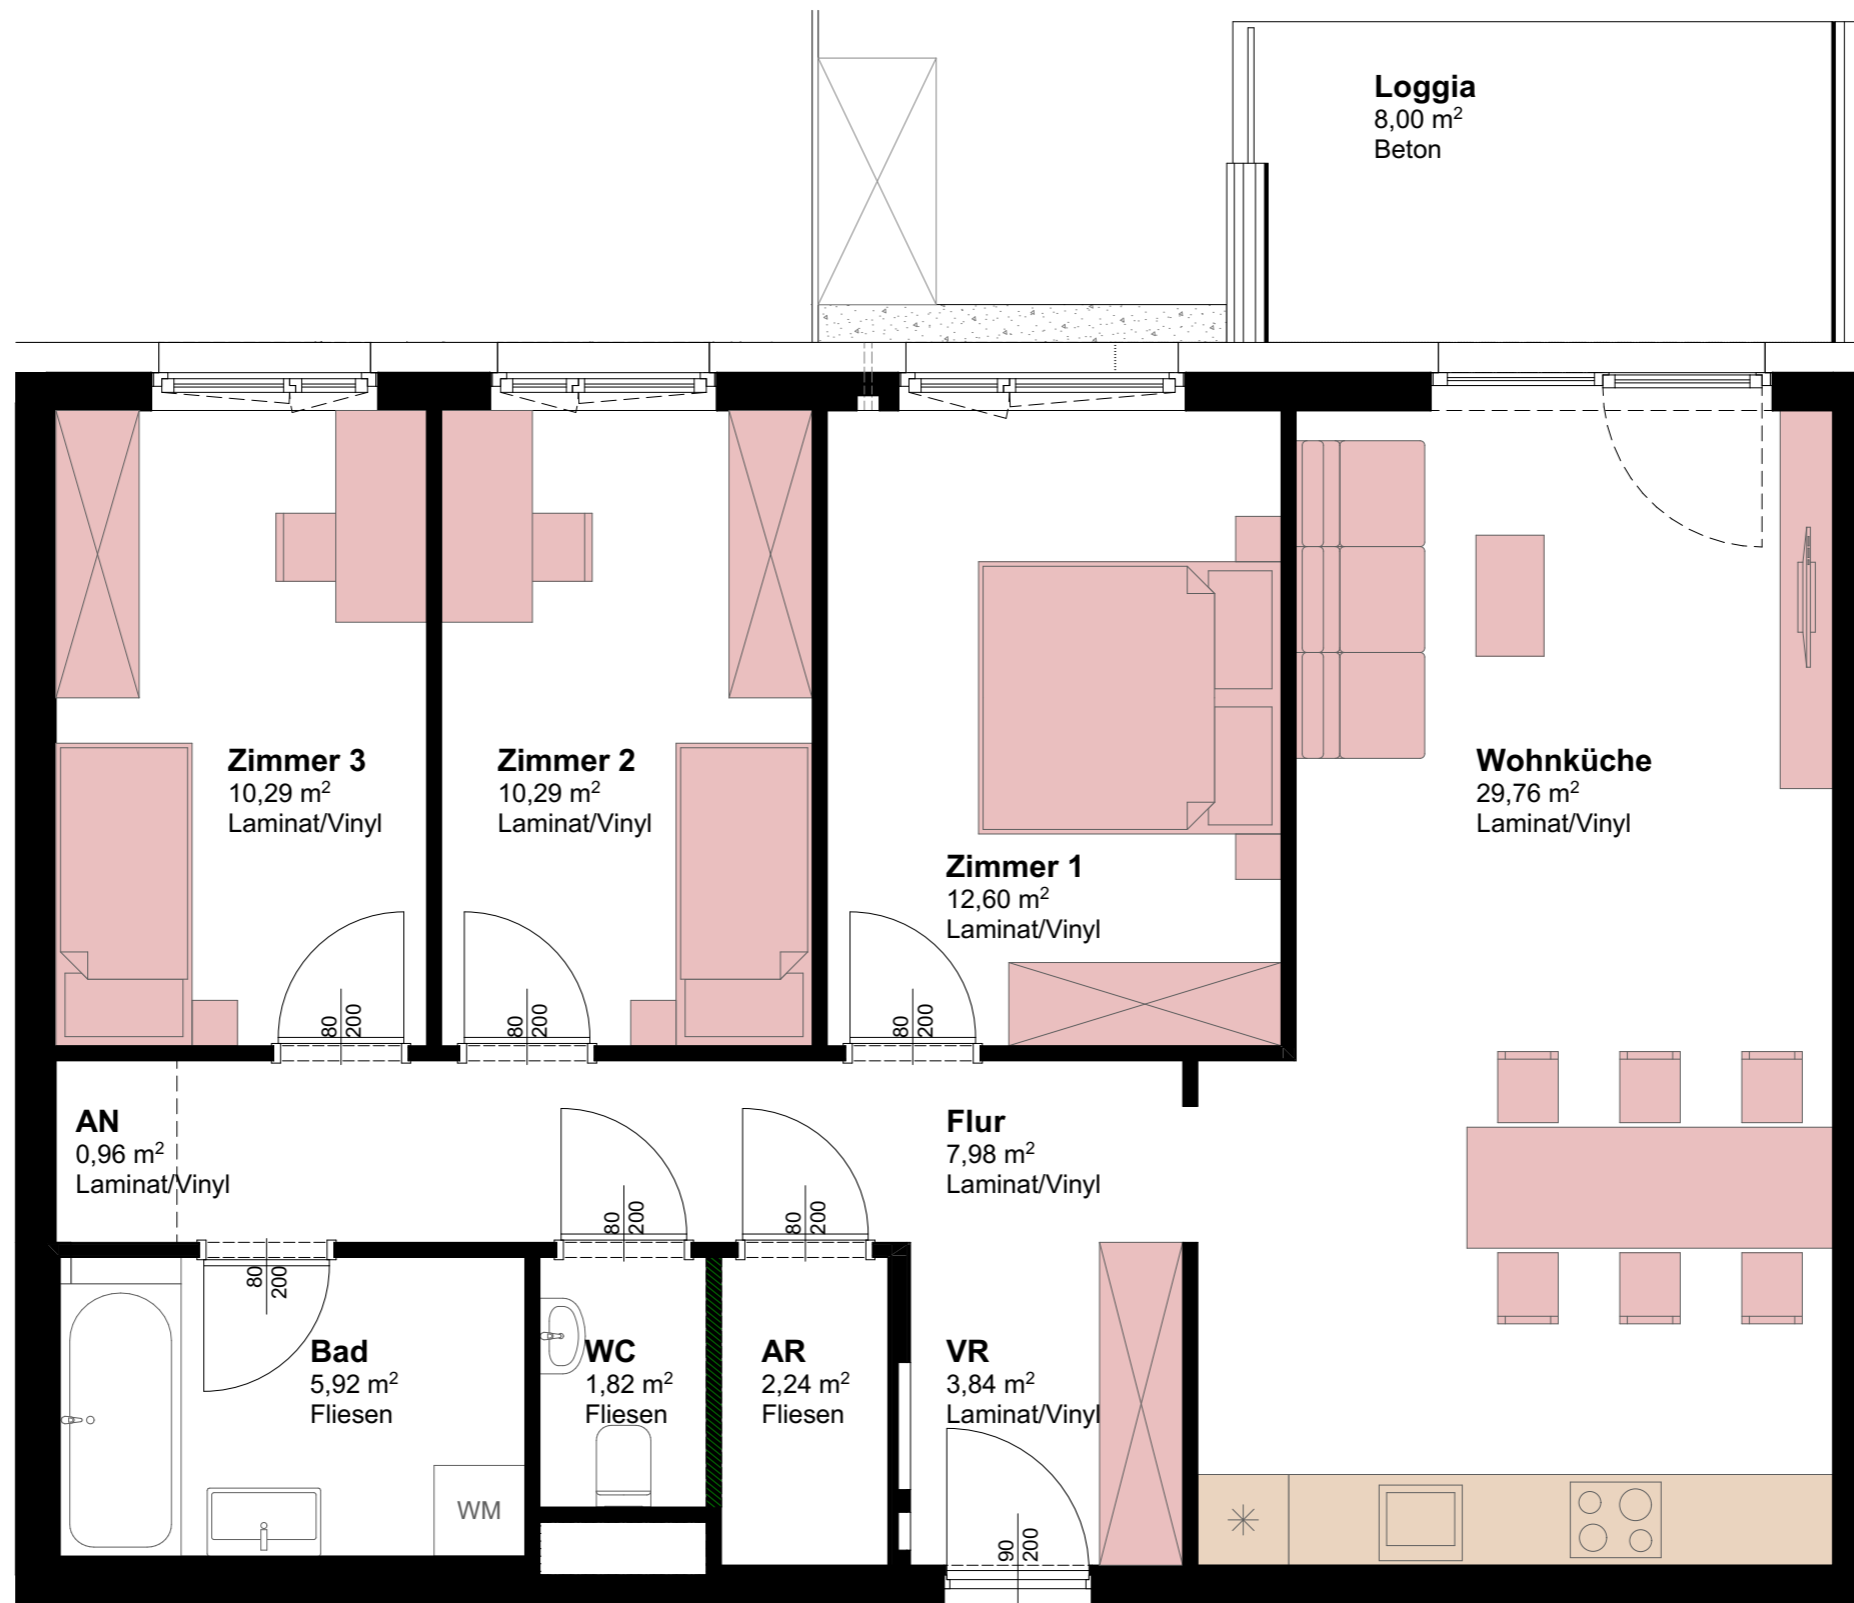 Loggia
8,00 m²
Beton
Zimmer 3
10,29 m²
Laminat/Vinyl
Zimmer 2
10,29 m²
Laminat/Vinyl
Wohnküche
29,76 m²
Laminat/Vinyl
Zimmer 1
12,60 m²
Laminat/Vinyl
80
200
80
200
80
200
AN
0,96 m²
Laminat/Vinyl
Flur
7,98 m²
Laminat/Vinyl
80
200
80
200
80
200
Bad
5,92 m²
Fliesen
WC
1,82 m²
Fliesen
AR
2,24 m²
Fliesen
VR
3,84 m²
Laminat/Vinyl
WM
90
200